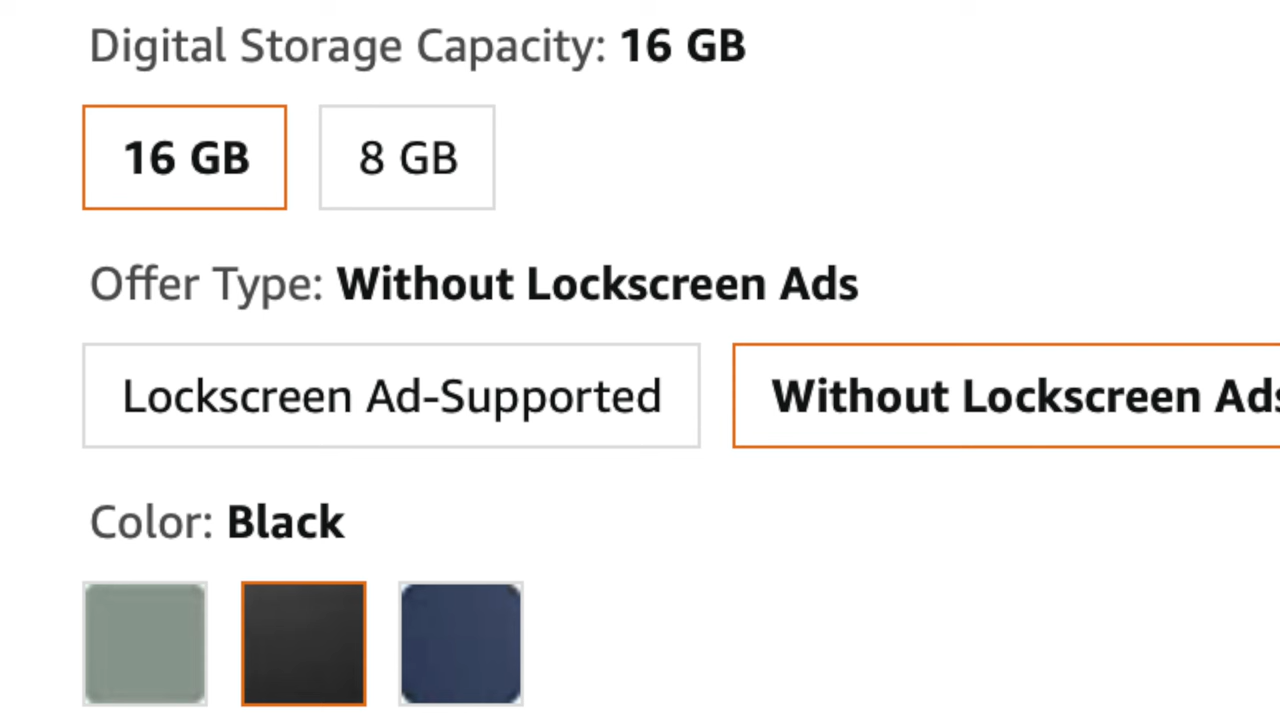 Digital Storage Capacity: 16 GB
16 GB 8 GB
Offer Type: Without Lockscreen Ads
Lockscreen Ad-Supported Without Lockscreen Ads
Color: Black